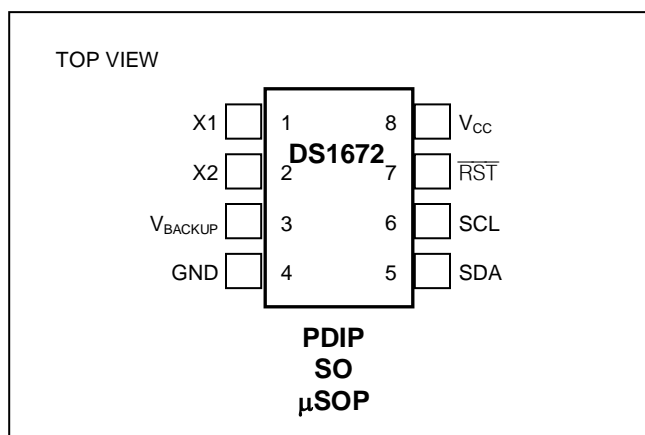 TOP VIEW
X1 1 8 VCC
DS1672
X2 2 7 RST
VBACKUP 3 6 SCL
GND 4 5 SDA
PDIP
SO
µSOP